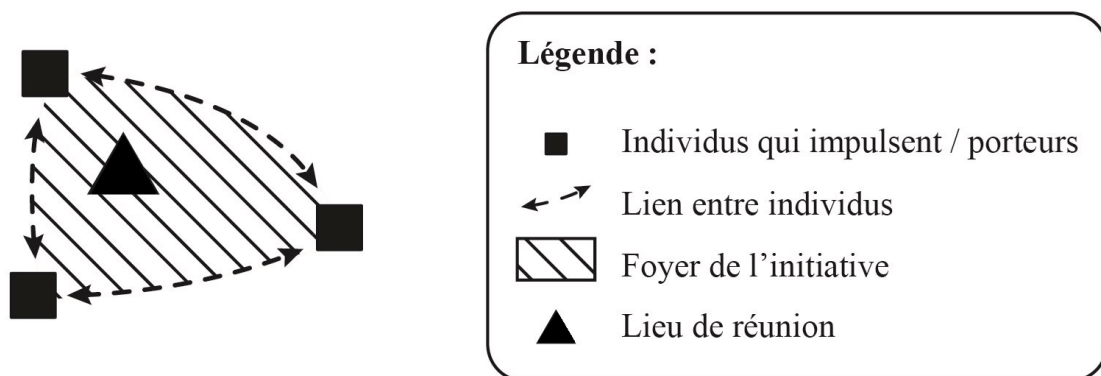 Légende :
Individus qui impulsent / porteurs
Lien entre individus
Foyer de l’initiative
Lieu de réunion